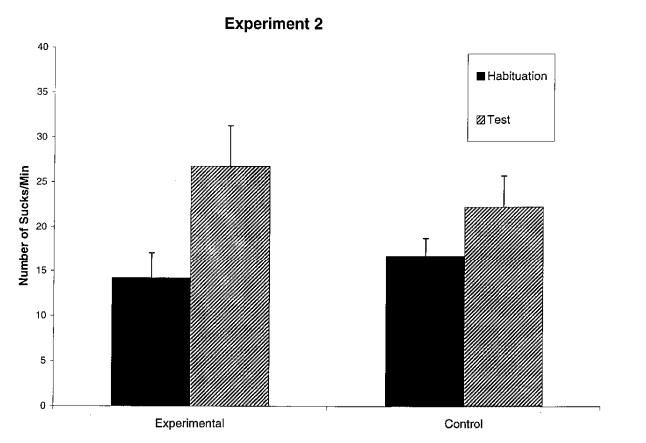 Experiment 2
40
35
30
25
20
15
10
5
0
Number of Sucks/Min
Habituation
Test
Experimental
Control